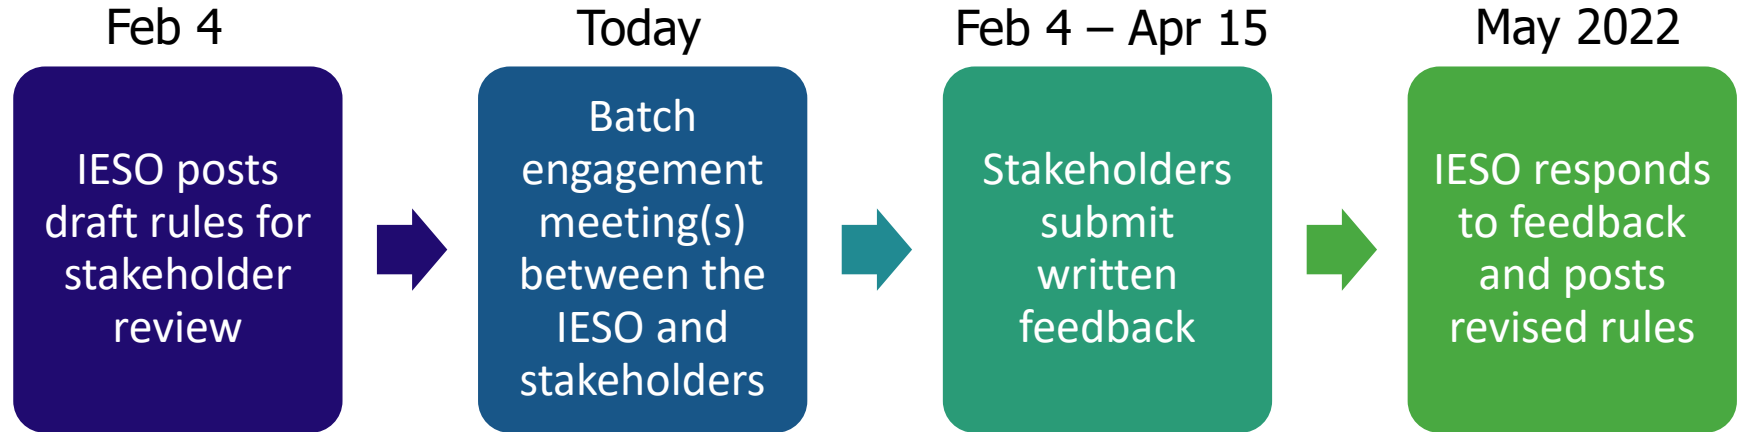 Feb 4
IESO posts
draft rules for
stakeholder
review
Today
Batch
engagement
meeting(s)
between the
IESO and
stakeholders
Feb 4 – Apr 15
Stakeholders
submit
written
feedback
May 2022
IESO responds
to feedback
and posts
revised rules